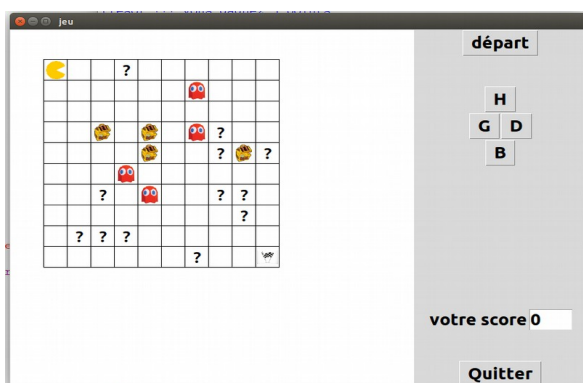 jeu
départ
?
H
? G D
? ? B
? ? ?
?
? ? ?
?
votre score 0
Quitter